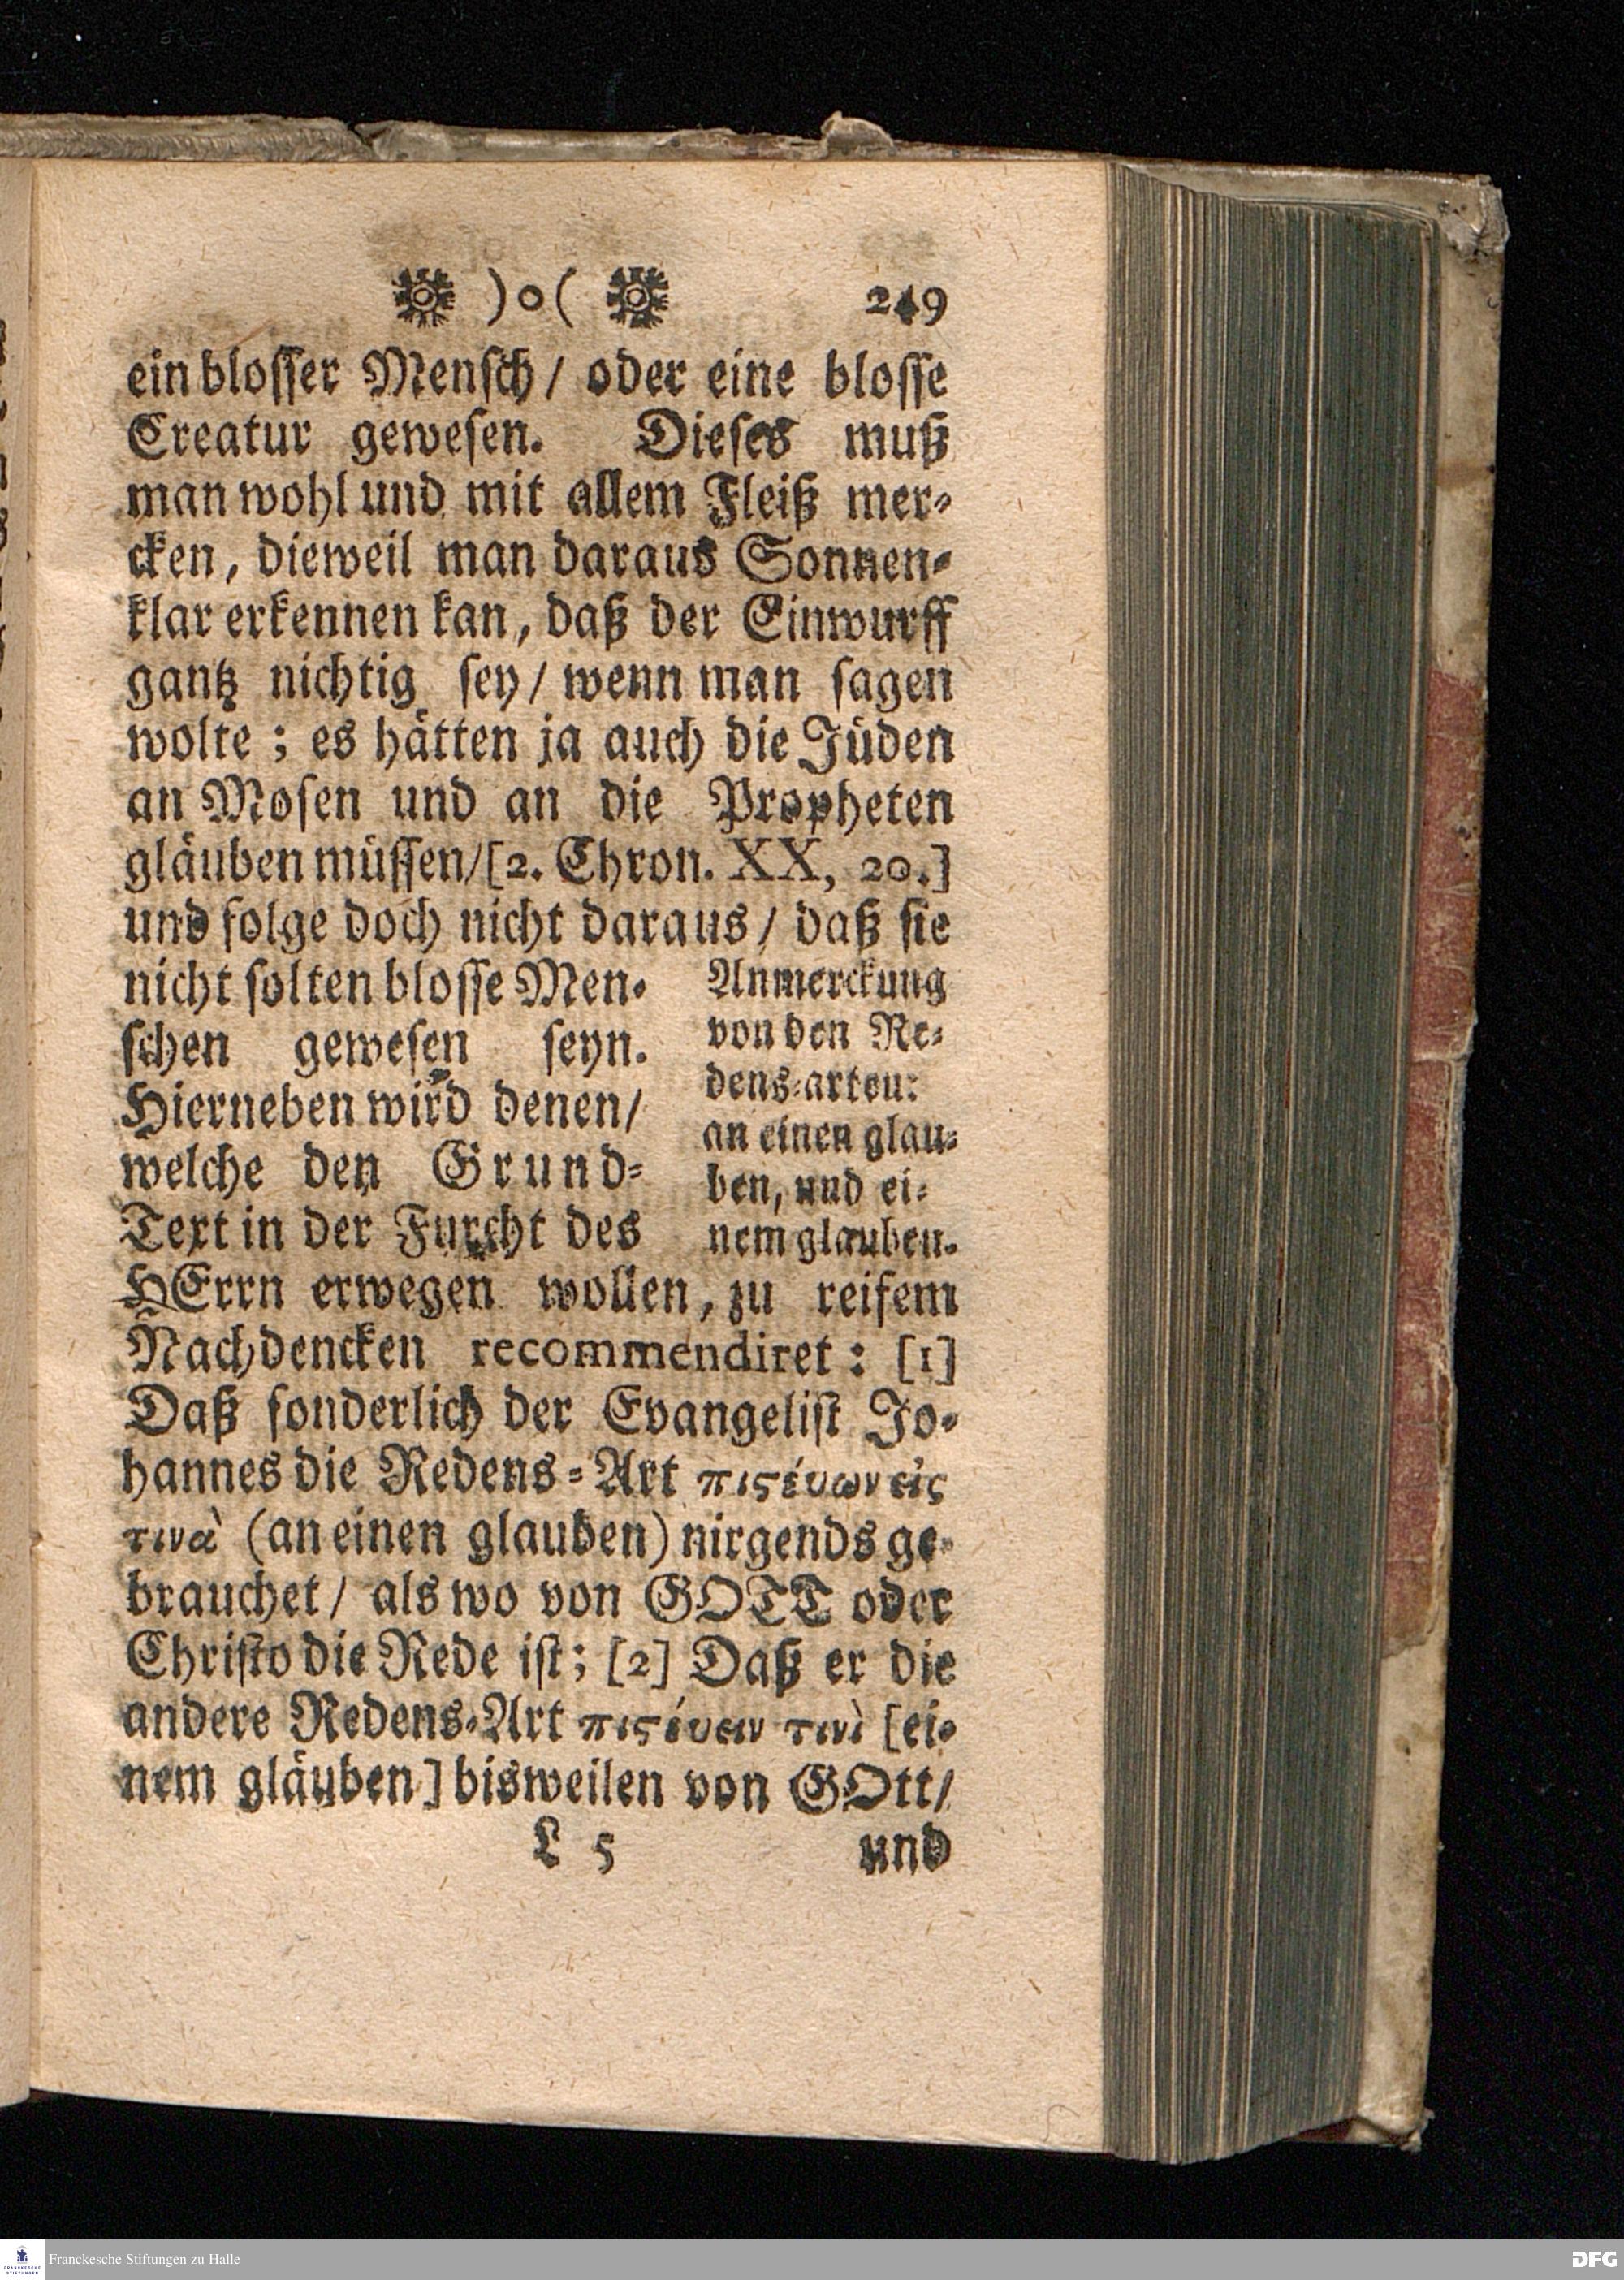 )o( 249
ein blosser Mensch/ oder eine blosse
Creatur gewesen. Dieses muß
man wohl und mit allem Fleiß mer-
cken, dieweil man daraus Sonnen-
klar erkennen kan, daß der Einwurff
gantz nichtig sey/ wenn man sagen
wolte; es hätten ja auch die Jüden
an Mosen und an die Propheten
gläuben müssen/[2. Chron. XX, 20.]
und folge doch nicht daraus/ daß sie
nicht solten blosse Men-
schen gewesen seyn.
Hierneben wird denen/
welche den Grund-
Text in der Furcht des
Anmerckung
von den Re-
dens-arten:
an einen glau-
ben, und ei-
nem glauben.
HErrn erwegen wollen, zu reifem
Nachdencken recommendiret: [1]
Daß sonderlich der Evangelist Jo-
hannes die Redens-Art πιϛέυων εἰς
τινὰ (an einen glauben) nirgends ge-
brauchet/ als wo von GOTT oder
Christo die Rede ist; [2] Daß er die
andere Redens-Art πιϛέυειν τινὶ [ei-
nem gläuben] bisweilen von GOtt/
L 5 und
Franckesche Stiftungen zu Halle
DFG